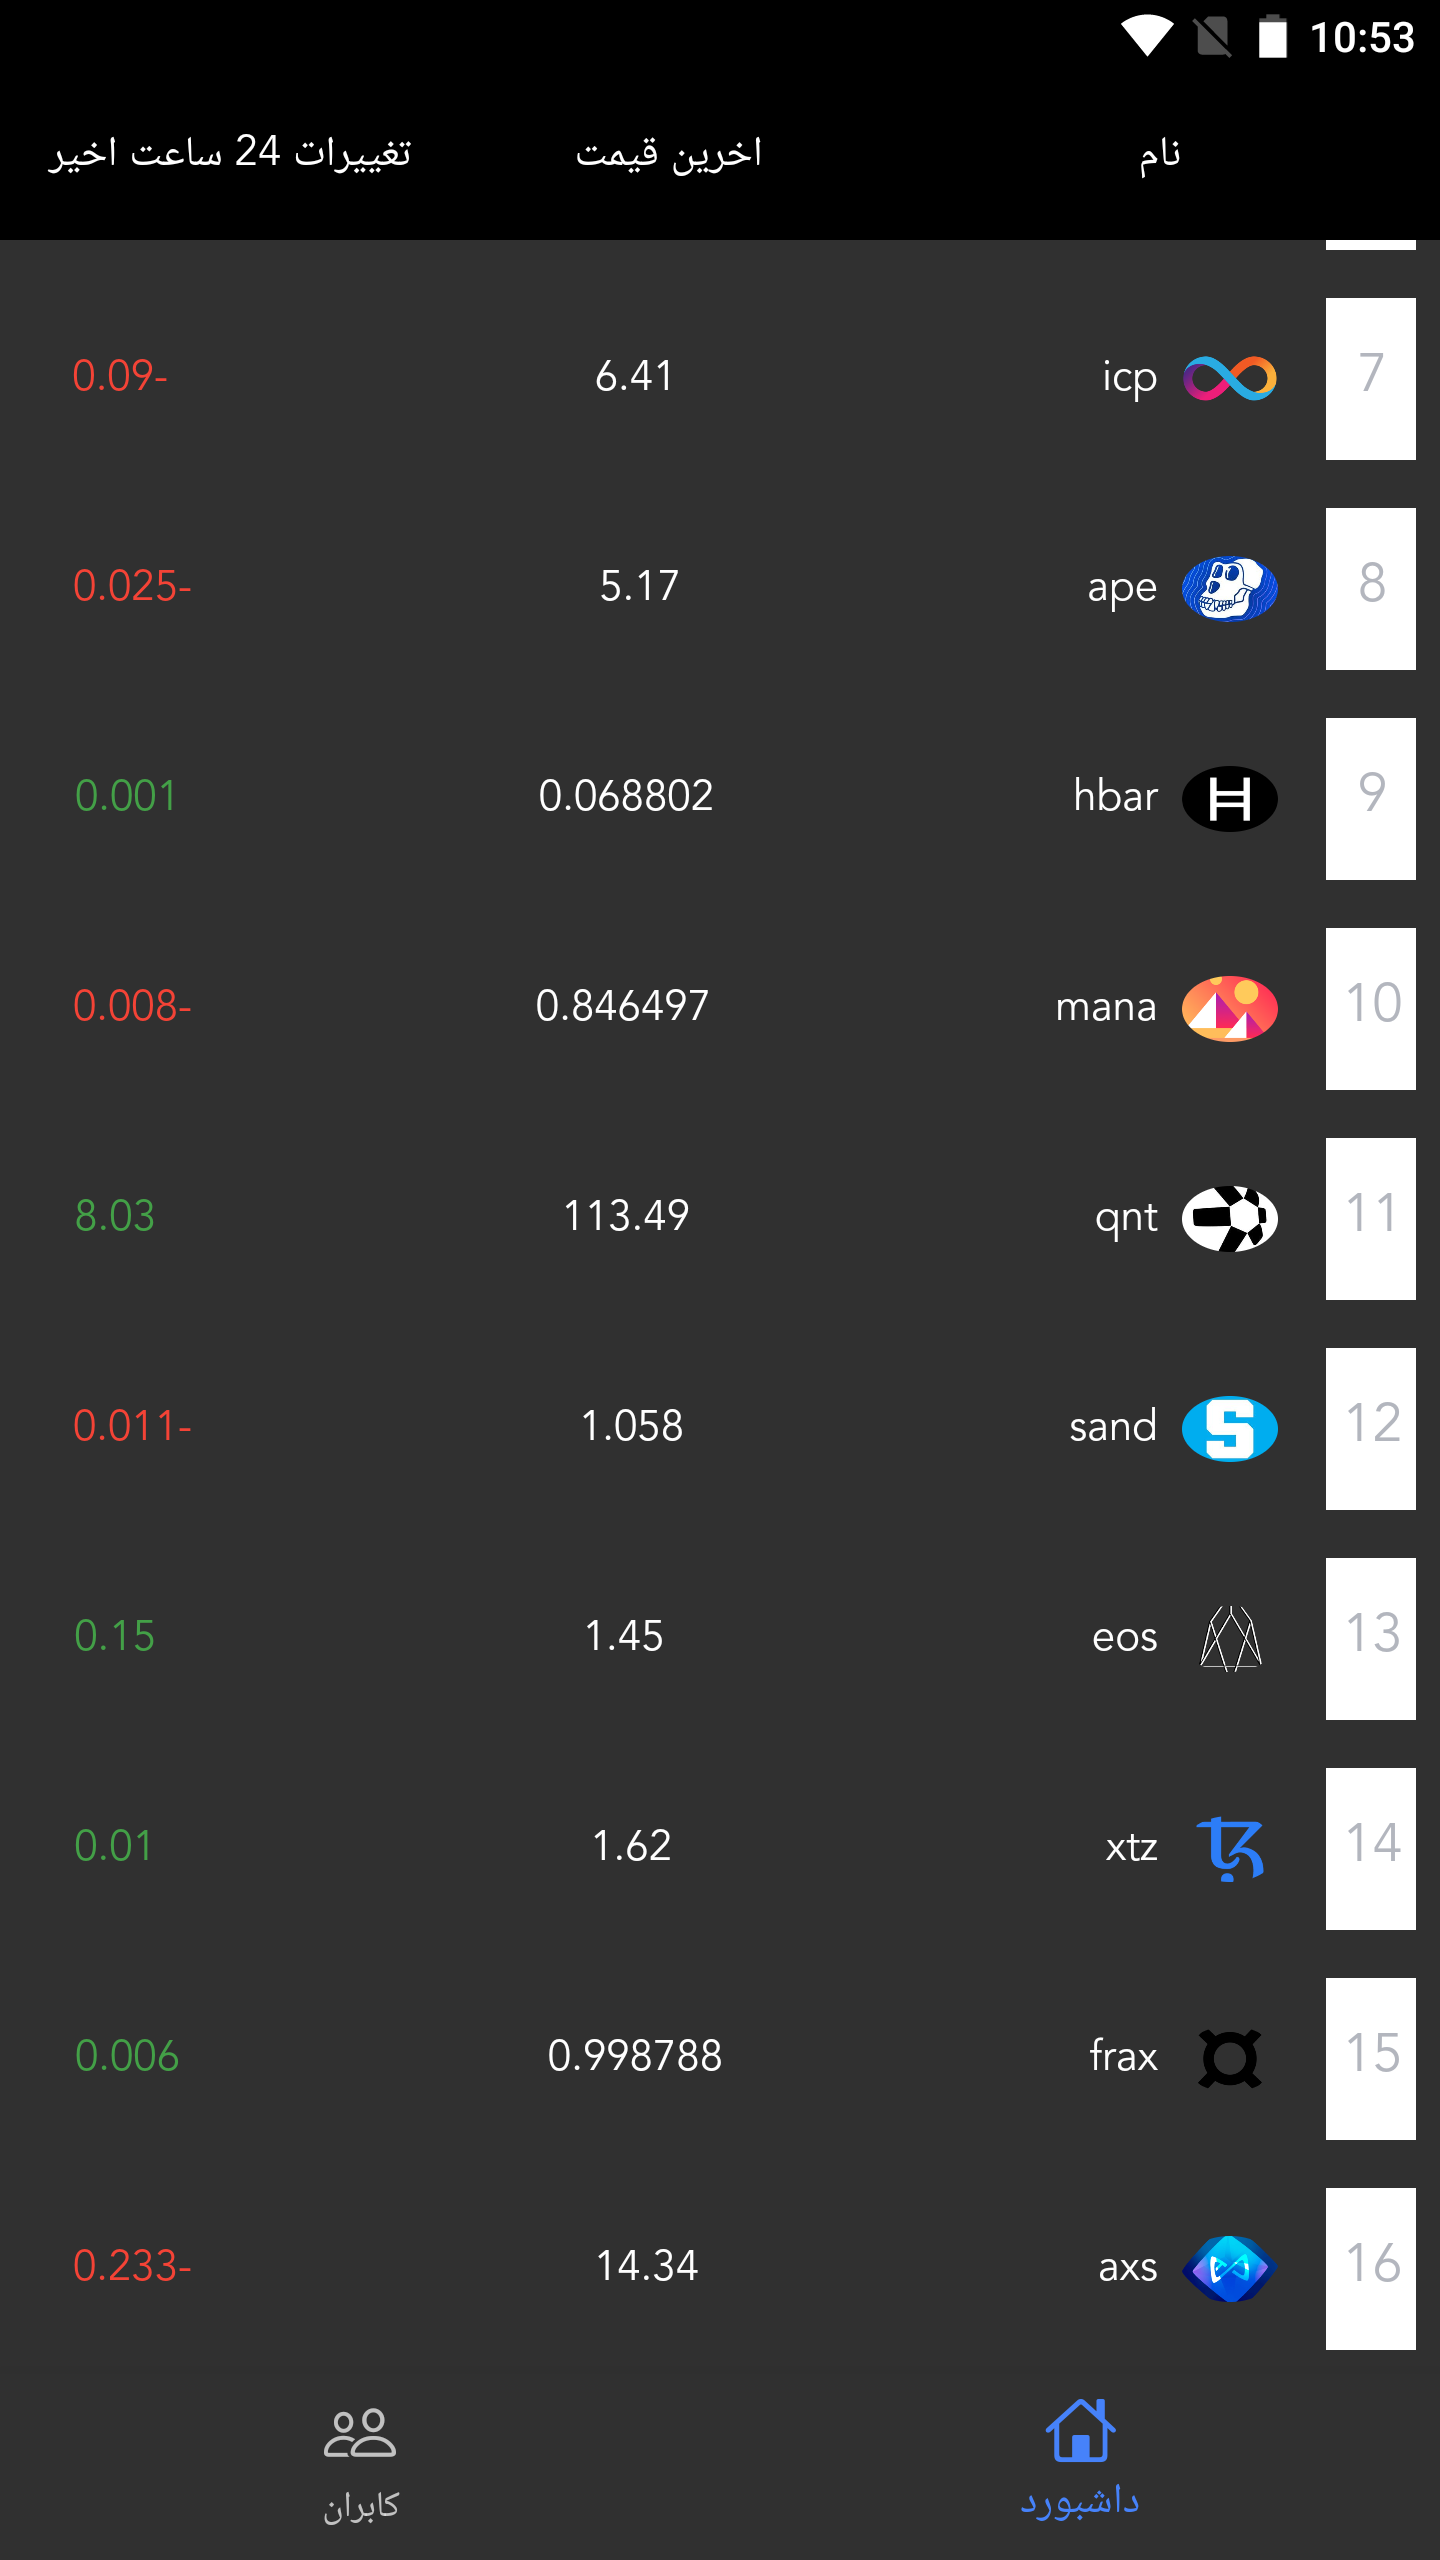 10:53
نام اخرین قیمت تغییرات 24 ساعت اخیر
7 icp 6.41 0.09-
8 ape 5.17 0.025-
9 hbar 0.068802 0.001
10 mana 0.846497 0.008-
11 qnt 113.49 8.03
12 sand 1.058 0.011-
13 eos 1.45 0.15
14 xtz 1.62 0.01
15 frax 0.998788 0.006
16 axs 14.34 0.233-
داشبورد کابران